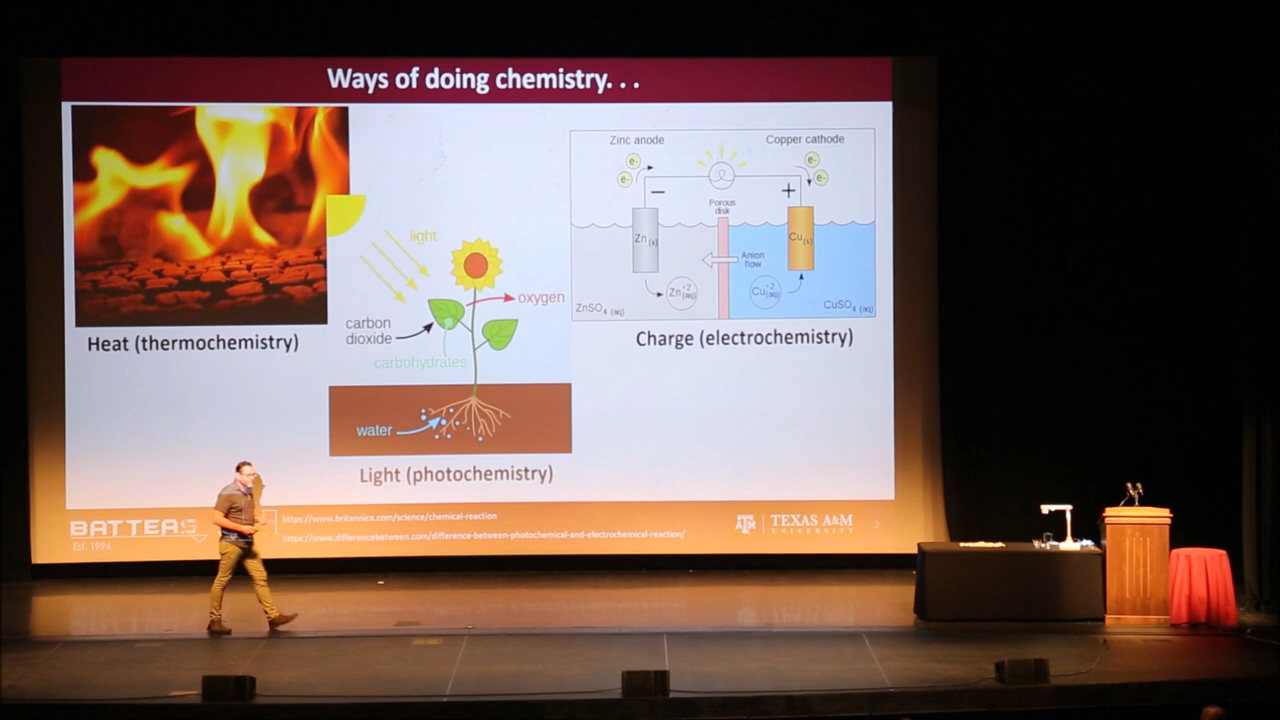 Ways of doing chemistry. . .
Heat (thermochemistry)
light
oxygen
carbon
dioxide
carbohydrates
water
Light (photochemistry)
Zinc anode
Copper cathode
e-
e-
e-
e-
−
+
Porous
disk
Zn (s)
Cu(s)
Anion
flow
Zn+2(aq)
Cu+2(aq)
ZnSO4 (aq)
CuSO4 (aq)
Charge (electrochemistry)
Est. 1996
https://www.britannica.com/science/chemical-reaction
https://www.differencebetween.com/difference-between-photochemical-and-electrochemical-reaction/
ATM
TEXAS A&M
UNIVERSITY
2